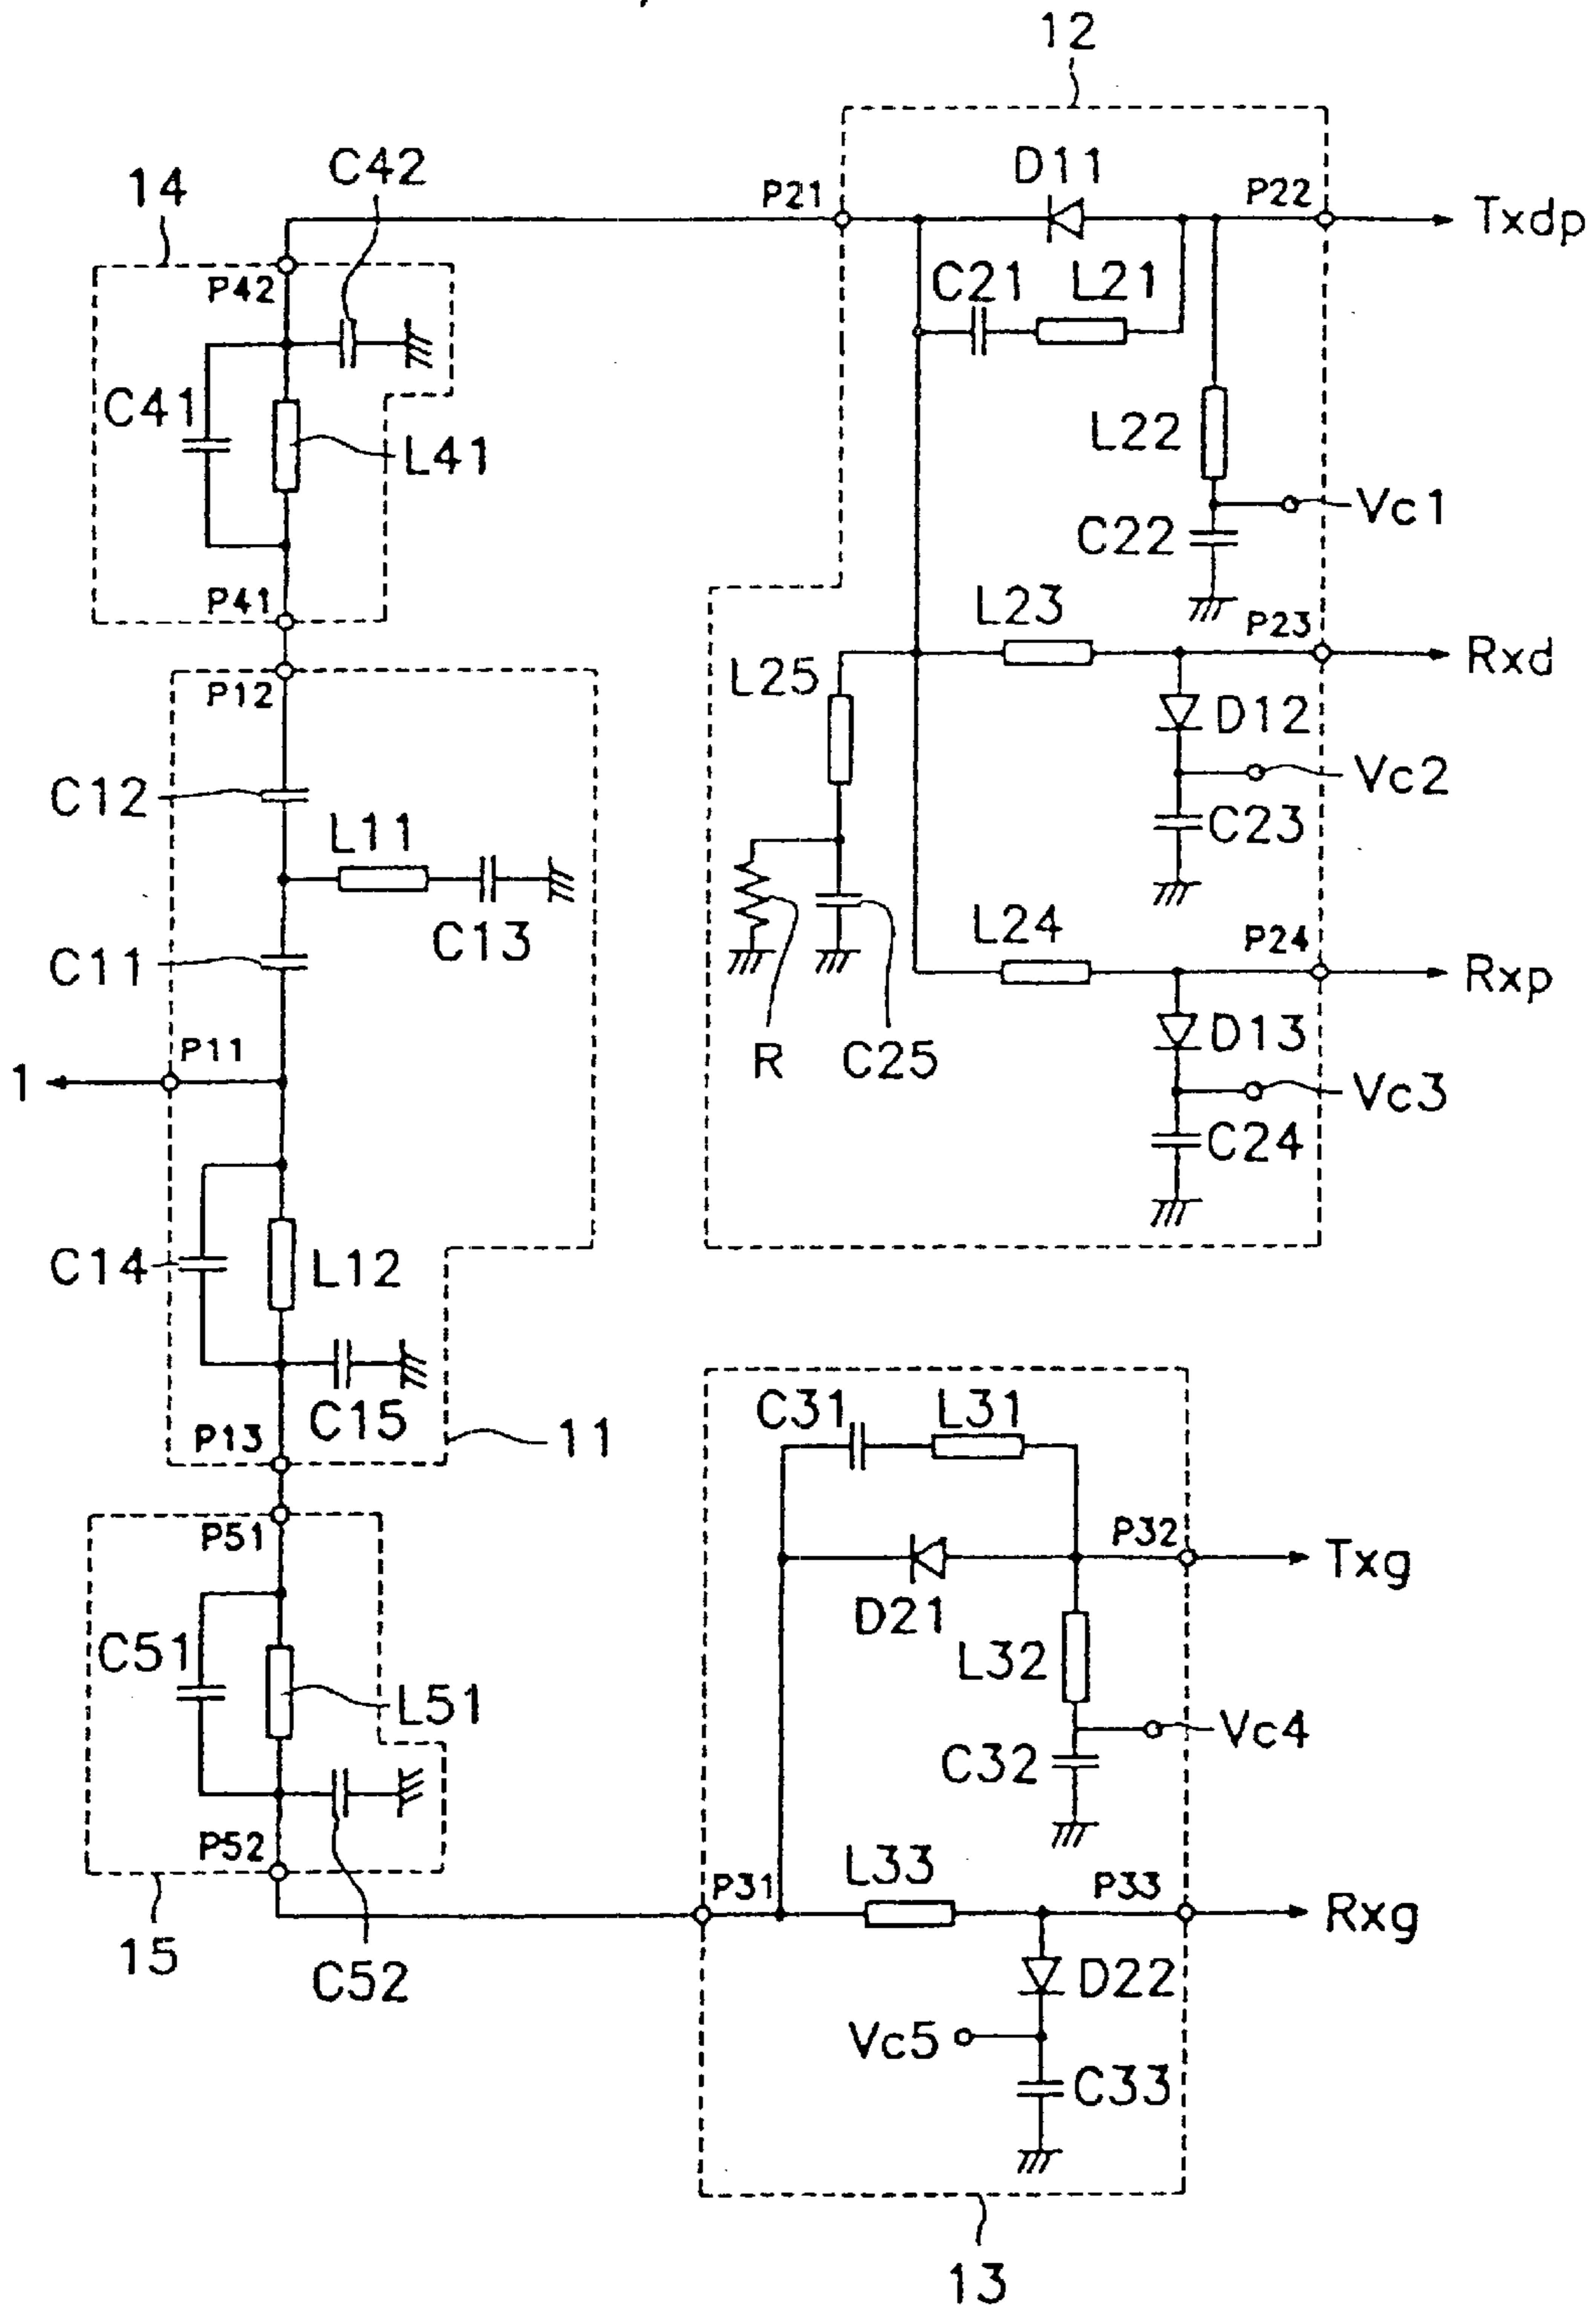 12
14
C42
P21
D11
P22
Txdp
P42
C21
L21
C41
L41
L22
Vc1
C22
P41
P12
L23
P23
Rxd
L25
D12
Vc2
C23
C12
L11
C13
C11
L24
P24
Rxp
R
C25
D13
Vc3
C24
P11
1
C14
L12
C15
P13
11
C31
L31
P51
P32
Txg
D21
C51
L51
L32
Vc4
C32
P52
15
C52
P31
L33
P33
Rxg
D22
Vc5
C33
13